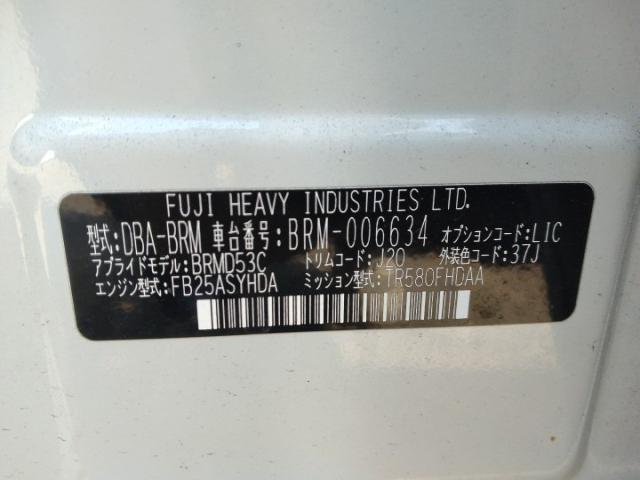 FUJI HEAVY INDUSTRIES LTD.
型式:DBA-BRM 車台番号:BRM-006634 オプションコード:LIC
アプライドモデル:BRMD53C トリムコード:J20 外装色コード:37J
エンジン型式:FB25ASYHDA ミッション型式:TR580FHDAA